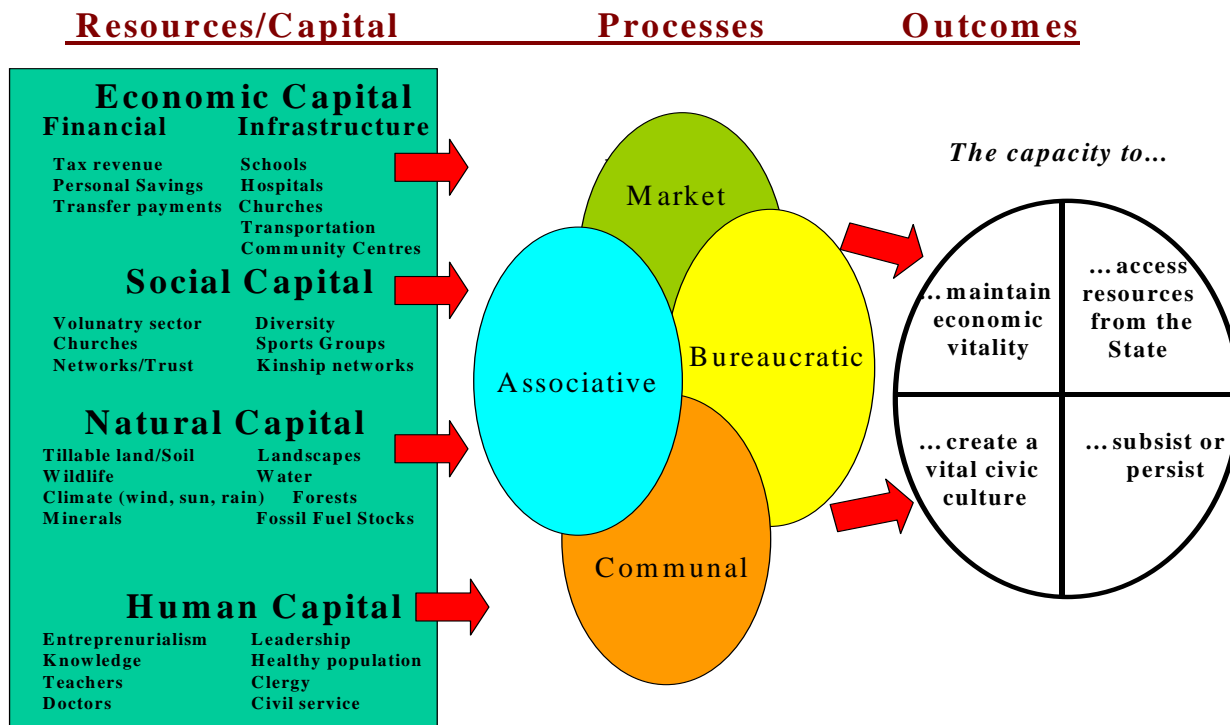 Resources/Capital Processes Outcomes
Economic Capital
Financial Infrastructure
Tax revenue Schools
Personal Savings Hospitals
Transfer payments Churches
Transportation
Community Centres
Social Capital
Volunatry sector Diversity
Churches Sports Groups
Networks/Trust Kinship networks
Natural Capital
Tillable land/Soil Landscapes
Wildlife Water
Climate (wind, sun, rain) Forests
Minerals Fossil Fuel Stocks
Human Capital
Entreprenurialism Leadership
Knowledge Healthy population
Teachers Clergy
Doctors Civil service
Market
Bureaucratic
Associative
Communal
The capacity to...
...maintain
economic
vitality
...access
resources
from the
State
...create a
vital civic
culture
...subsist or
persist